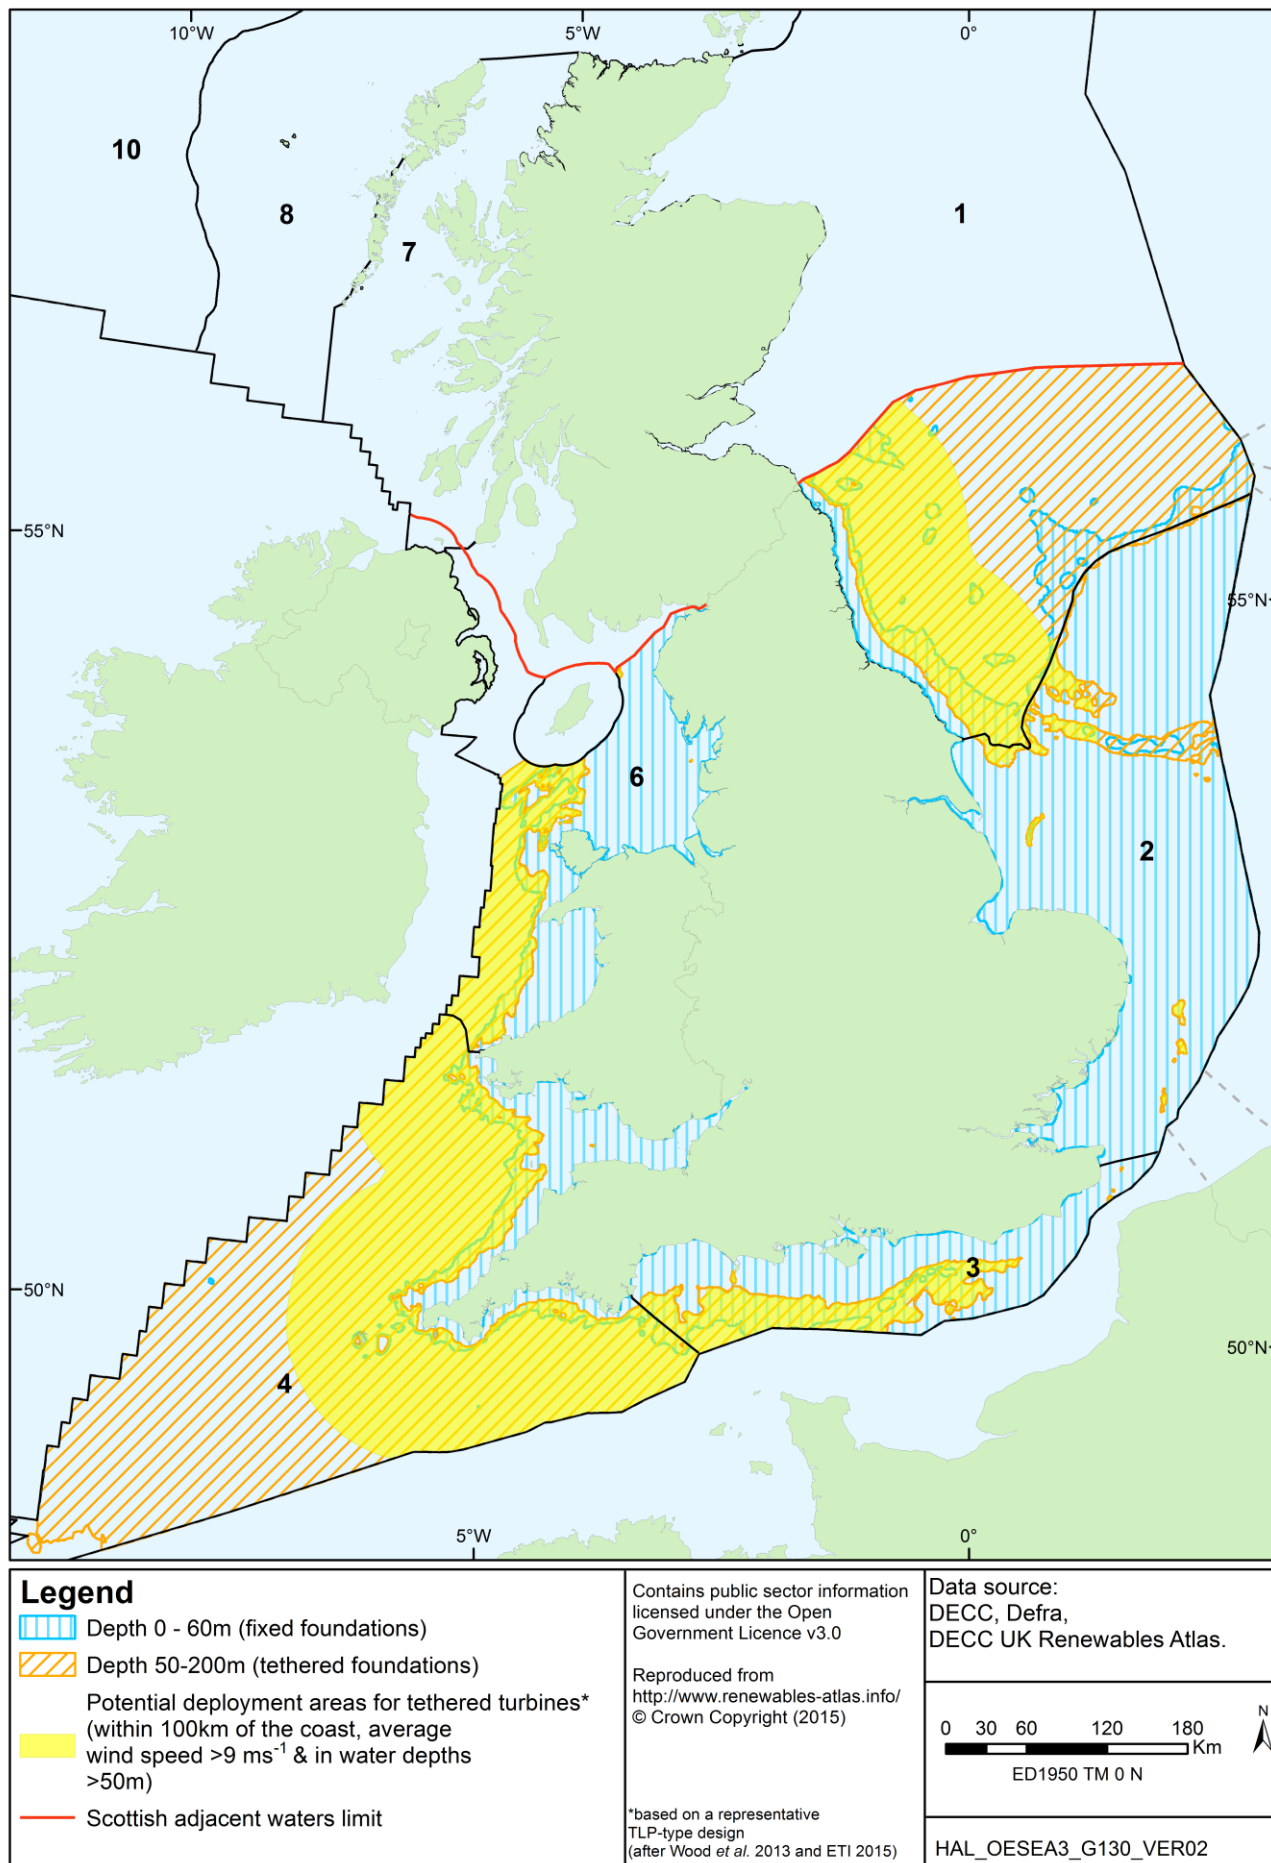 10°W
5°W
0°
10
8
7
1
55°N
55°N
6
2
3
50°N
50°N
4
5°W
0°
Legend
Depth 0 - 60m (fixed foundations)
Depth 50-200m (tethered foundations)
Potential deployment areas for tethered turbines*
(within 100km of the coast, average
wind speed >9 ms⁻¹ & in water depths
>50m)
Scottish adjacent waters limit
Contains public sector information
licensed under the Open
Government Licence v3.0
Reproduced from
http://www.renewables-atlas.info/
© Crown Copyright (2015)
*based on a representative
TLP-type design
(after Wood et al. 2013 and ETI 2015)
Data source:
DECC, Defra,
DECC UK Renewables Atlas.
0 30 60 120 180
Km
N
ED1950 TM 0 N
HAL_OESEA3_G130_VER02